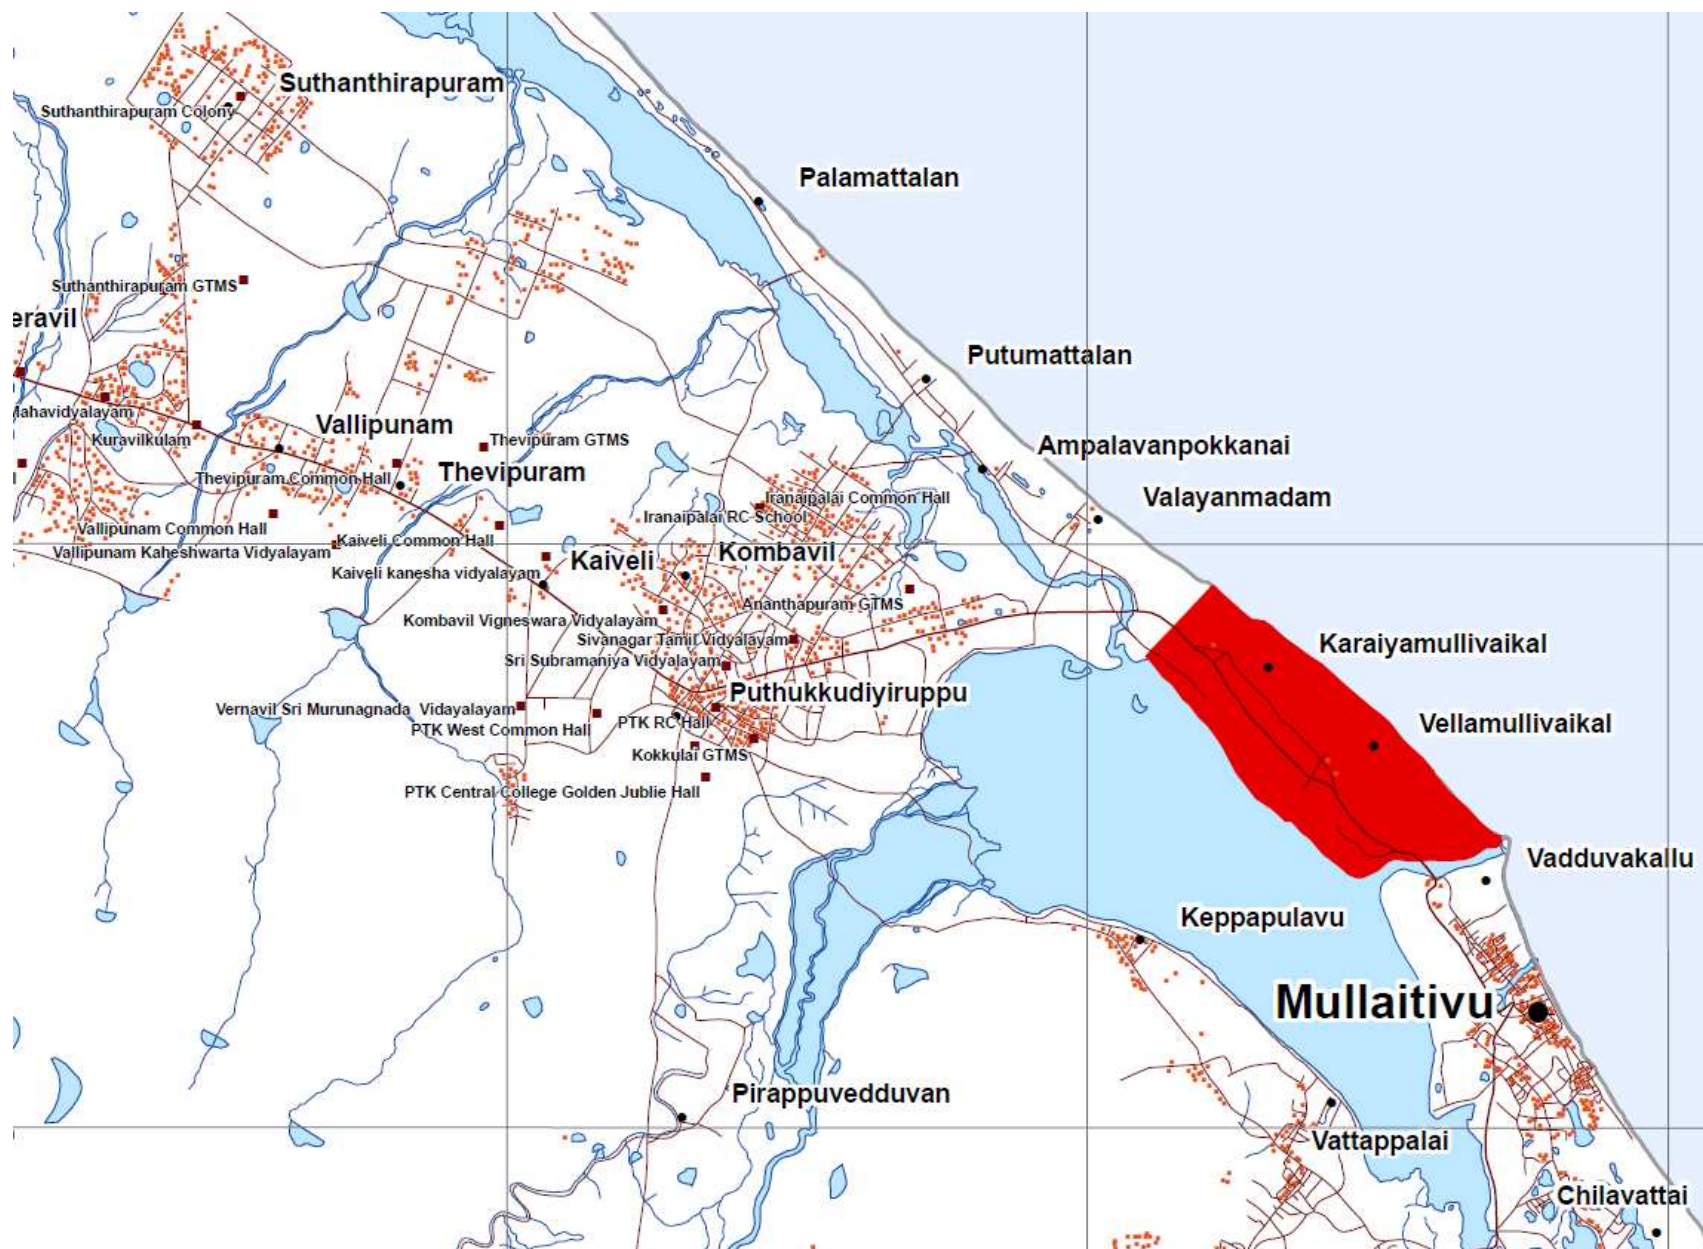 Suthanthirapuram
Suthanthirapuram Colony
Palamattalan
Suthanthirapuram GTMS
eravil
Putumattalan
Mahavidyalayam
Vallipunam
Kuravilkulam
Thevipuram GTMS
Ampalavanpokkanai
Thevipuram
Thevipuram Common Hall
Iranaipalai Common Hall
Valayanmadam
Iranaipalai RC School
Vallipunam Common Hall
Kaiveli Common Hall
Vallipunam Kaheshwarta Vidyalayam
Kaiveli
Kombavil
Kaiveli kanesha vidyalayam
Ananthapuram GTMS
Kombavil Vigneswara Vidyalayam
Sivanagar Tamil Vidyalayam
Karaiyamullivaikal
Sri Subramaniya Vidyalayam
Puthukkudiyiruppu
Vernavil Sri Murunagnada Vidayalayam
PTK RC Hall
Vellamullivaikal
PTK West Common Hall
Kokkulai GTMS
PTK Central College Golden Jublie Hall
Vadduvakallu
Keppapulavu
Mullaitivu
Pirappuvedduvan
Vattappalai
Chilavattai